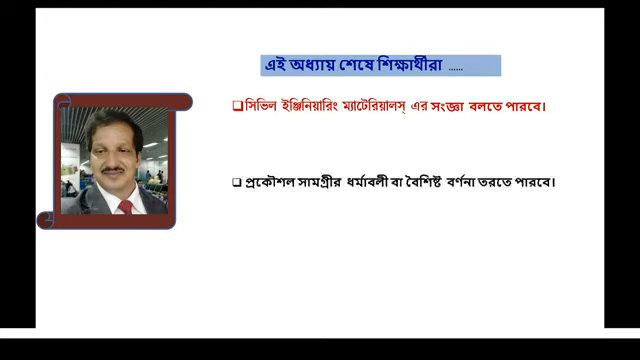 এই অধ্যায় শেষে শিক্ষার্থীরা ......
❑সিভিল ইঞ্জিনিয়ারিং ম্যাটেরিয়ালস্ এর সংজ্ঞা বলতে পারবে।
❑ প্রকৌশল সামগ্রীর ধর্মাবলী বা বৈশিষ্ট বর্ণনা তরতে পারবে।